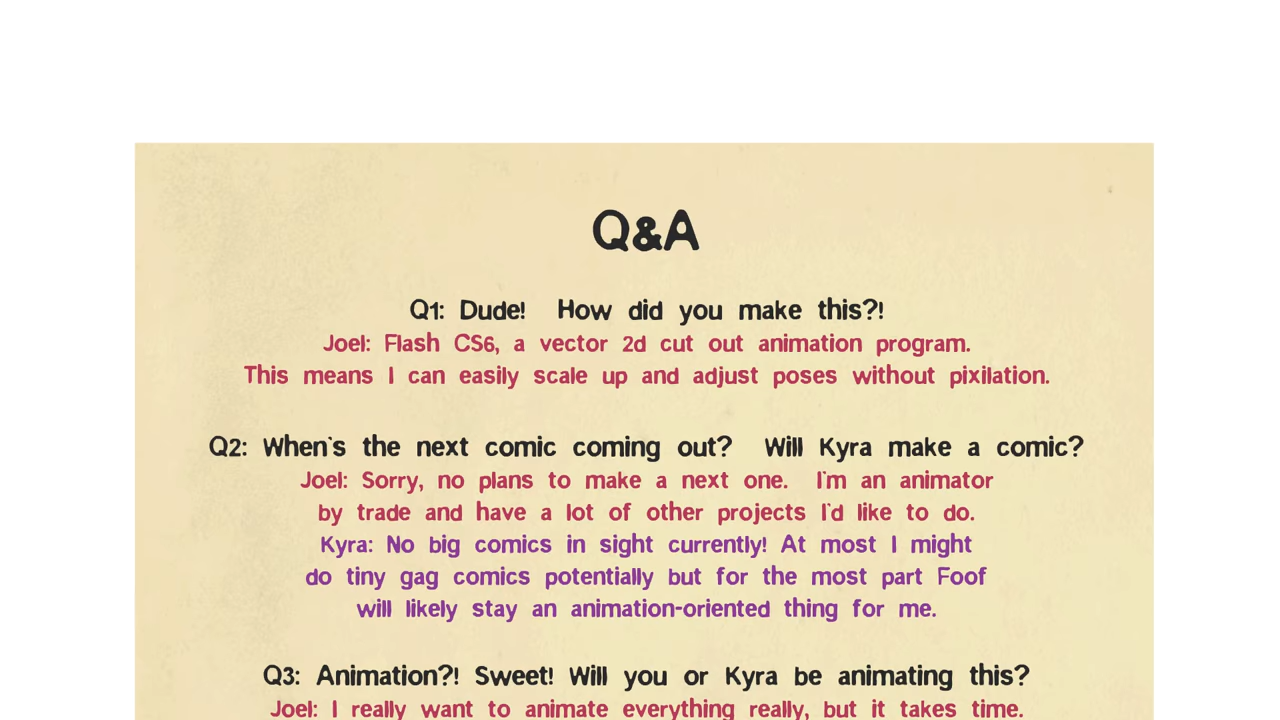 Q&A
Q1: Dude! How did you make this?!
Joel: Flash CS6, a vector 2d cut out animation program.
This means I can easily scale up and adjust poses without pixilation.
Q2: When's the next comic coming out? Will Kyra make a comic?
Joel: Sorry, no plans to make a next one. I'm an animator
by trade and have a lot of other projects I'd like to do.
Kyra: No big comics in sight currently! At most I might
do tiny gag comics potentially but for the most part Foof
will likely stay an animation-oriented thing for me.
Q3: Animation?! Sweet! Will you or Kyra be animating this?
Joel: I really want to animate everything really, but it takes time.